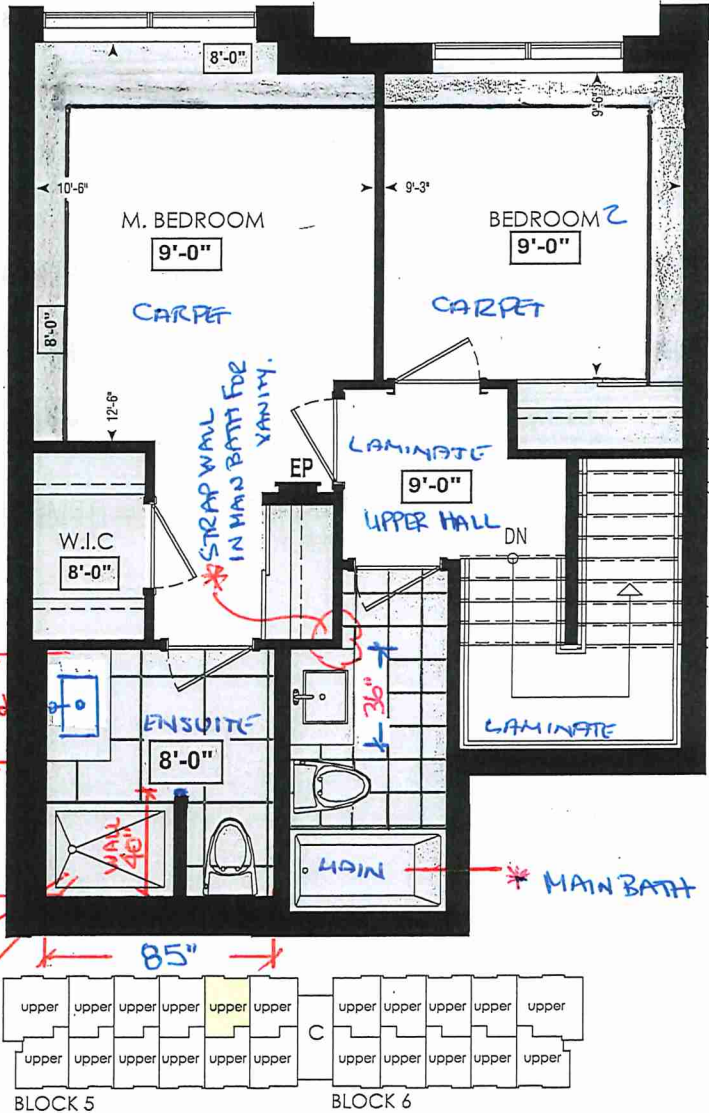 8'-0"
9'-6"
10'-6"
9'-3"
M. BEDROOM
9'-0"
BEDROOM 2
9'-0"
CARPET
CARPET
8'-0"
12'-6"
STRAP WALL
IN MAIN BATH FOR
VANITY.
EP
LAMINATE
9'-0"
UPPER HALL
DN
W.I.C
8'-0"
36"
ENSUITE
8'-0"
LAMINATE
WALL
40"
MAIN
* MAIN BATH
85"
upper upper upper upper upper upper C upper upper upper upper upper
upper upper upper upper upper upper upper upper upper upper upper
BLOCK 5 BLOCK 6